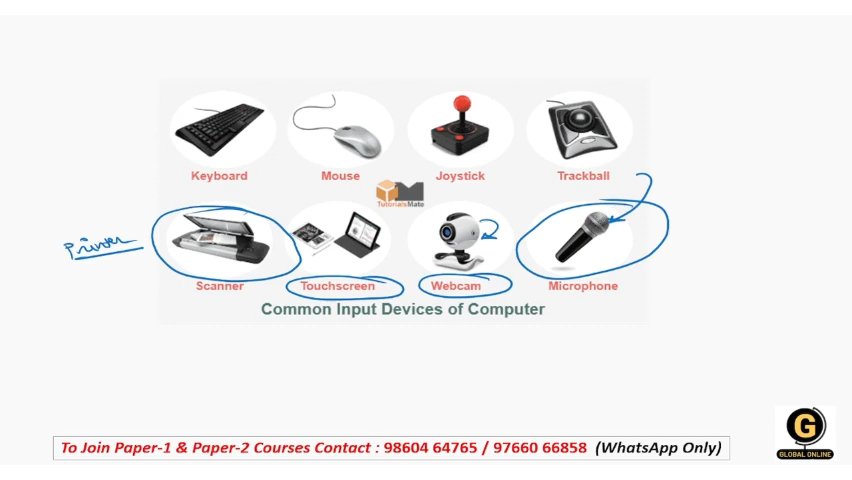 Keyboard Mouse Joystick Trackball
TutorialsMate
Printer
Scanner Touchscreen Webcam Microphone
Common Input Devices of Computer
To Join Paper-1 & Paper-2 Courses Contact : 98604 64765 / 97660 66858 (WhatsApp Only)
G
GLOBAL ONLINE